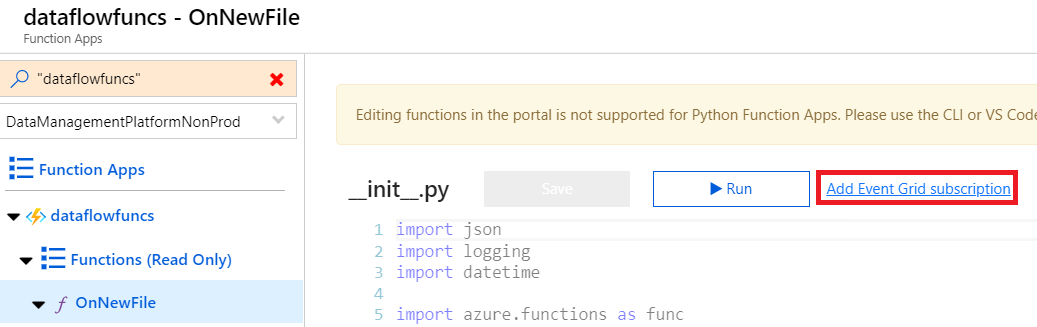 dataflowfuncs - OnNewFile
Function Apps
"dataflowfuncs"
DataManagementPlatformNonProd
Function Apps
dataflowfuncs
Functions (Read Only)
OnNewFile
Editing functions in the portal is not supported for Python Function Apps. Please use the CLI or VS Code
__init__.py
Save
Run
Add Event Grid subscription
1 import json
2 import logging
3 import datetime
4
5 import azure.functions as func